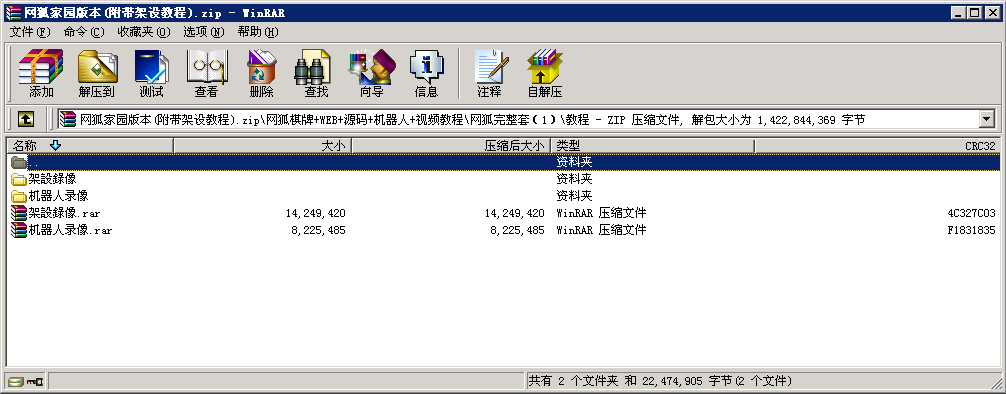 网狐家园版本(附带架设教程).zip - WinRAR
文件(F) 命令(C) 收藏夹(O) 选项(N) 帮助(H)
添加 解压到 测试 查看 删除 查找 向导 信息 注释 自解压
网狐家园版本(附带架设教程).zip\网狐棋牌+WEB+源码+机器人+视频教程\网狐完整套(1)\教程 - ZIP 压缩文件, 解包大小为 1,422,844,369 字节
名称 大小 压缩后大小 类型 CRC32
.. 资料夹
架設錄像 资料夹
机器人录像 资料夹
架設錄像.rar 14,249,420 14,249,420 WinRAR 压缩文件 4C327C03
机器人录像.rar 8,225,485 8,225,485 WinRAR 压缩文件 F1831835
共有 2 个文件夹 和 22,474,905 字节(2 个文件)